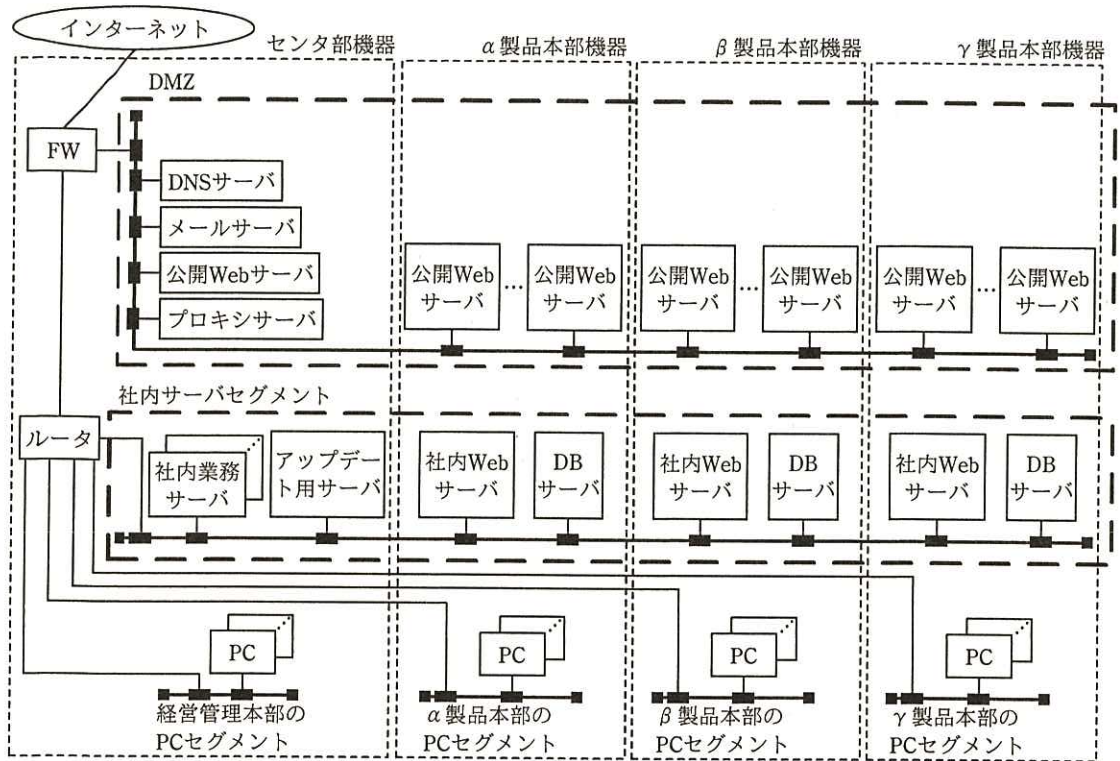 インターネット
センタ部機器
α製品本部機器
β製品本部機器
γ製品本部機器
DMZ
FW
DNSサーバ
メールサーバ
公開Webサーバ
プロキシサーバ
公開Web
サーバ
…
公開Web
サーバ
公開Web
サーバ
…
公開Web
サーバ
公開Web
サーバ
…
公開Web
サーバ
社内サーバセグメント
ルータ
社内業務
サーバ
アップデー
ト用サーバ
社内Web
サーバ
DB
サーバ
社内Web
サーバ
DB
サーバ
社内Web
サーバ
DB
サーバ
PC
PC
PC
PC
経営管理本部の
PCセグメント
α製品本部の
PCセグメント
β製品本部の
PCセグメント
γ製品本部の
PCセグメント